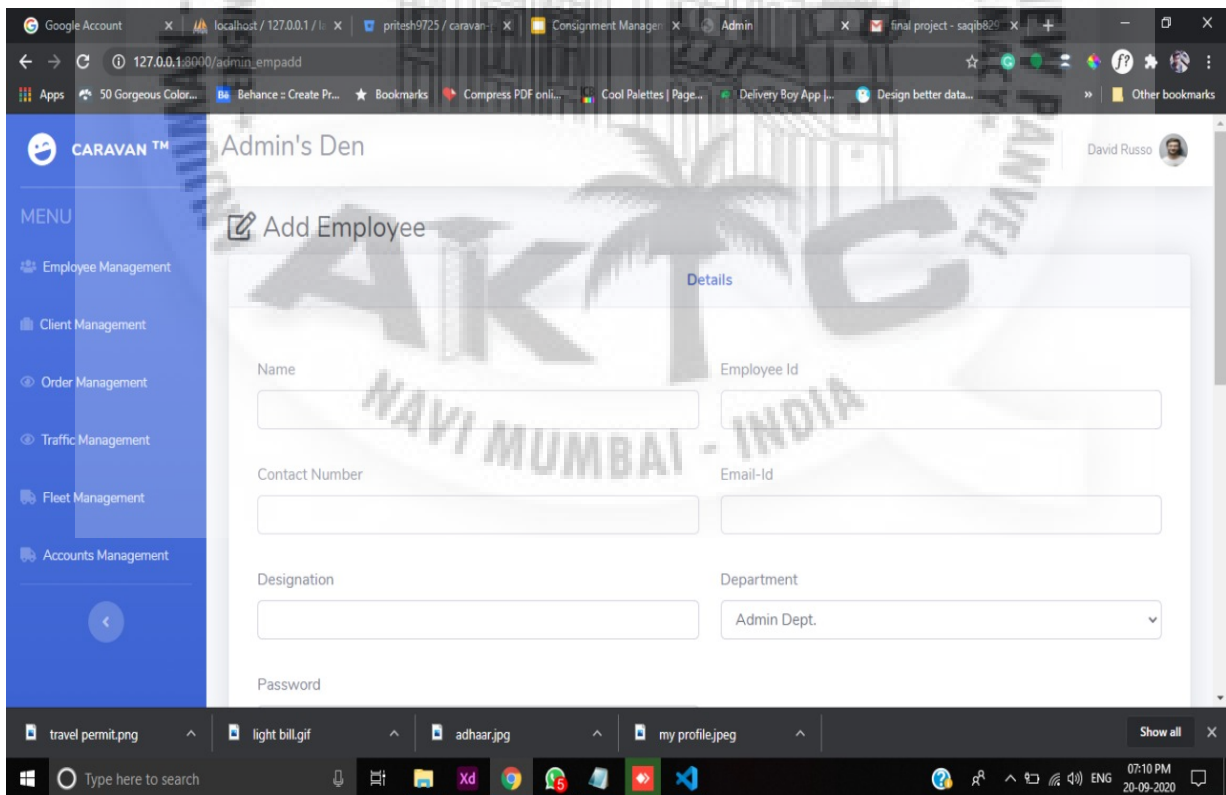 Google Account
localhost / 127.0.0.1 / la
pritesh9725 / caravan-p
Consignment Managem
Admin
final project - saqib829
127.0.0.1:8000/admin_empadd
Apps
50 Gorgeous Color...
Behance :: Create Pr...
Bookmarks
Compress PDF onli...
Cool Palettes | Page...
Delivery Boy App |...
Design better data...
»
Other bookmarks
CARAVAN ™
Admin's Den
David Russo
MENU
Add Employee
Employee Management
Details
Client Management
Name
Employee Id
Order Management
Traffic Management
Contact Number
Email-Id
Fleet Management
Accounts Management
Designation
Department
Admin Dept.
Password
AKTC
NAVI MUMBAI - INDIA
PANVEL
travel permit.png
light bill.gif
adhaar.jpg
my profile.jpeg
Show all
Type here to search
Xd
ENG
07:10 PM
20-09-2020